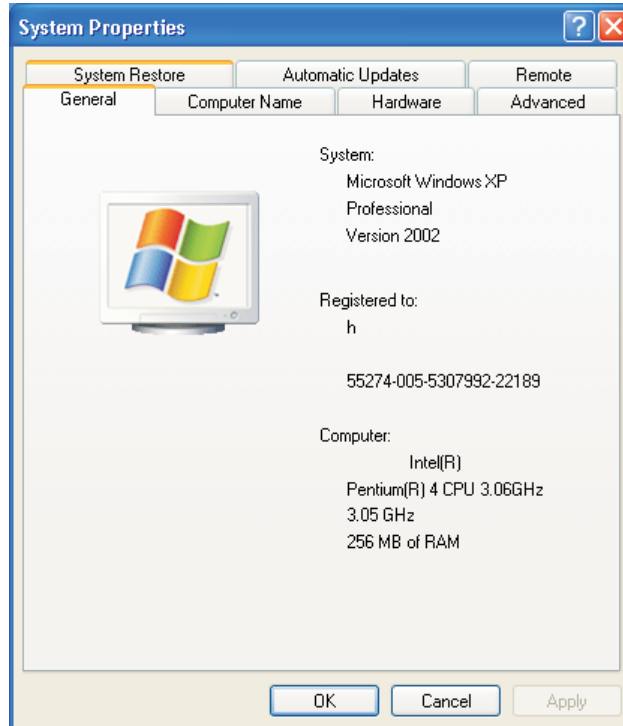 System Properties
System Restore Automatic Updates Remote
General Computer Name Hardware Advanced
System:
Microsoft Windows XP
Professional
Version 2002
Registered to:
h
55274-005-5307992-22189
Computer:
Intel(R)
Pentium(R) 4 CPU 3.06GHz
3.05 GHz
256 MB of RAM
OK Cancel Apply